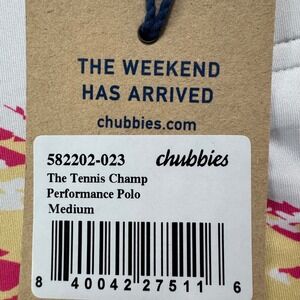 THE WEEKEND
HAS ARRIVED
chubbies.com
582202-023 chubbies
The Tennis Champ
Performance Polo
Medium
8 40042 27511 6